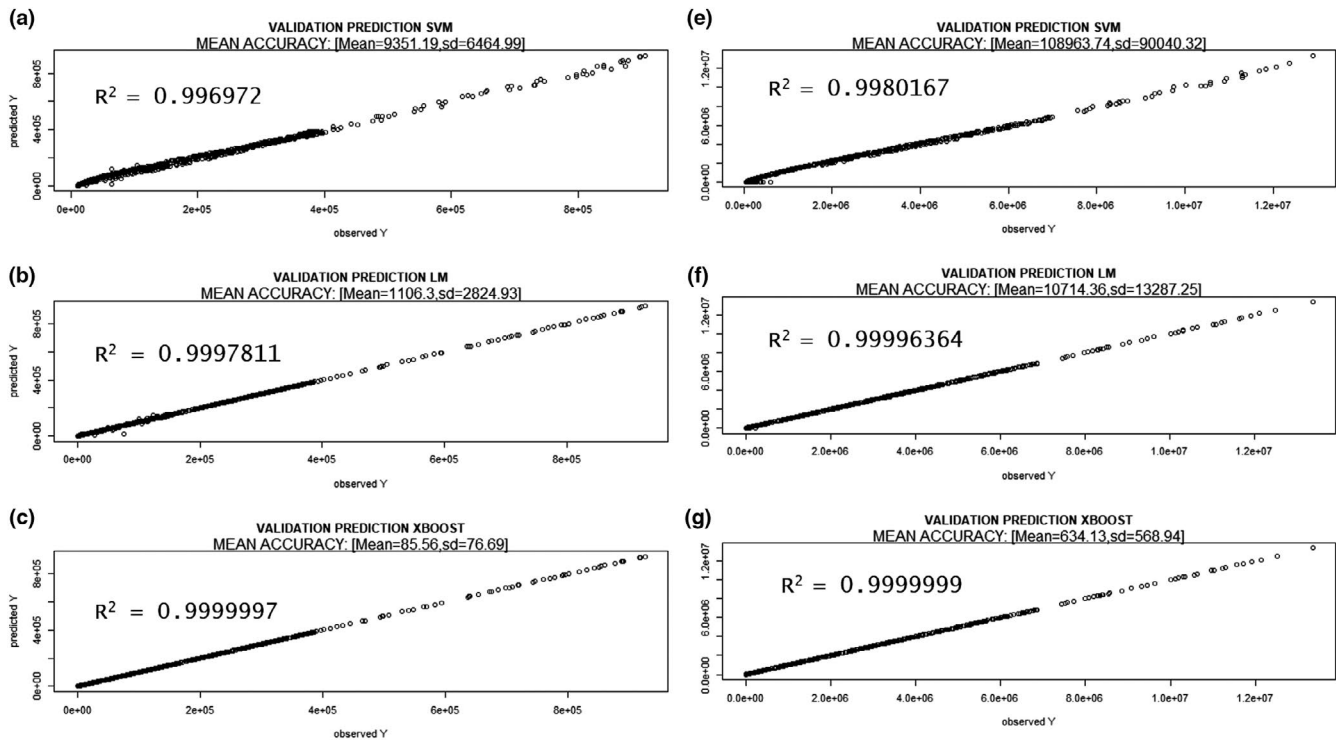 (a)
VALIDATION PREDICTION SVM
MEAN ACCURACY: [Mean=9351.19,sd=6464.99]
R² = 0.996972
predicted Y
0e+00 4e+05 8e+05
0e+00 2e+05 4e+05 6e+05 8e+05
observed Y
(b)
VALIDATION PREDICTION LM
MEAN ACCURACY: [Mean=1106.3,sd=2824.93]
R² = 0.9997811
predicted Y
0e+00 4e+05 8e+05
0e+00 2e+05 4e+05 6e+05 8e+05
observed Y
(c)
VALIDATION PREDICTION XBOOST
MEAN ACCURACY: [Mean=85.56,sd=76.69]
R² = 0.9999997
predicted Y
0e+00 4e+05 8e+05
0e+00 2e+05 4e+05 6e+05 8e+05
observed Y
(e)
VALIDATION PREDICTION SVM
MEAN ACCURACY: [Mean=108963.74,sd=90040.32]
R² = 0.9980167
0.0e+00 6.0e+06 1.2e+07
0.0e+00 2.0e+06 4.0e+06 6.0e+06 8.0e+06 1.0e+07 1.2e+07
observed Y
(f)
VALIDATION PREDICTION LM
MEAN ACCURACY: [Mean=10714.36,sd=13287.25]
R² = 0.99996364
0.0e+00 6.0e+06 1.2e+07
0.0e+00 2.0e+06 4.0e+06 6.0e+06 8.0e+06 1.0e+07 1.2e+07
observed Y
(g)
VALIDATION PREDICTION XBOOST
MEAN ACCURACY: [Mean=634.13,sd=568.94]
R² = 0.9999999
0.0e+00 6.0e+06 1.2e+07
0.0e+00 2.0e+06 4.0e+06 6.0e+06 8.0e+06 1.0e+07 1.2e+07
observed Y